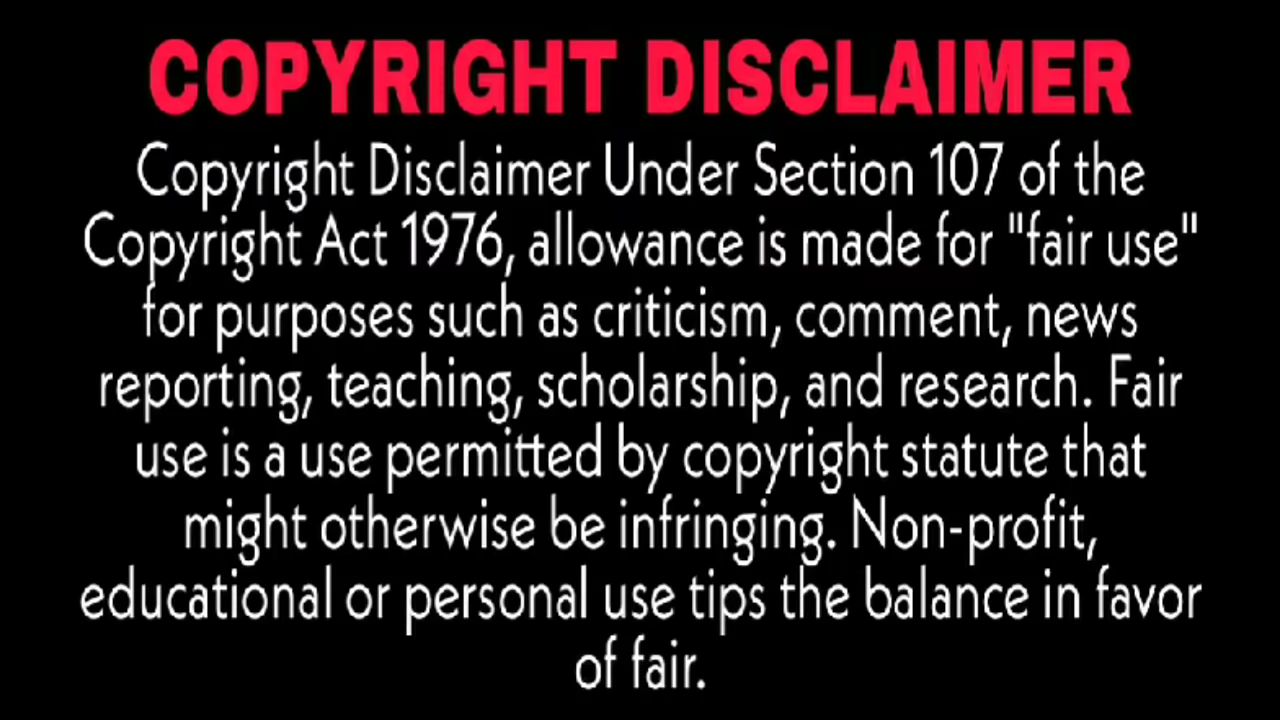 COPYRIGHT DISCLAIMER
Copyright Disclaimer Under Section 107 of the
Copyright Act 1976, allowance is made for "fair use"
for purposes such as criticism, comment, news
reporting, teaching, scholarship, and research. Fair
use is a use permitted by copyright statute that
might otherwise be infringing. Non-profit,
educational or personal use tips the balance in favor
of fair.